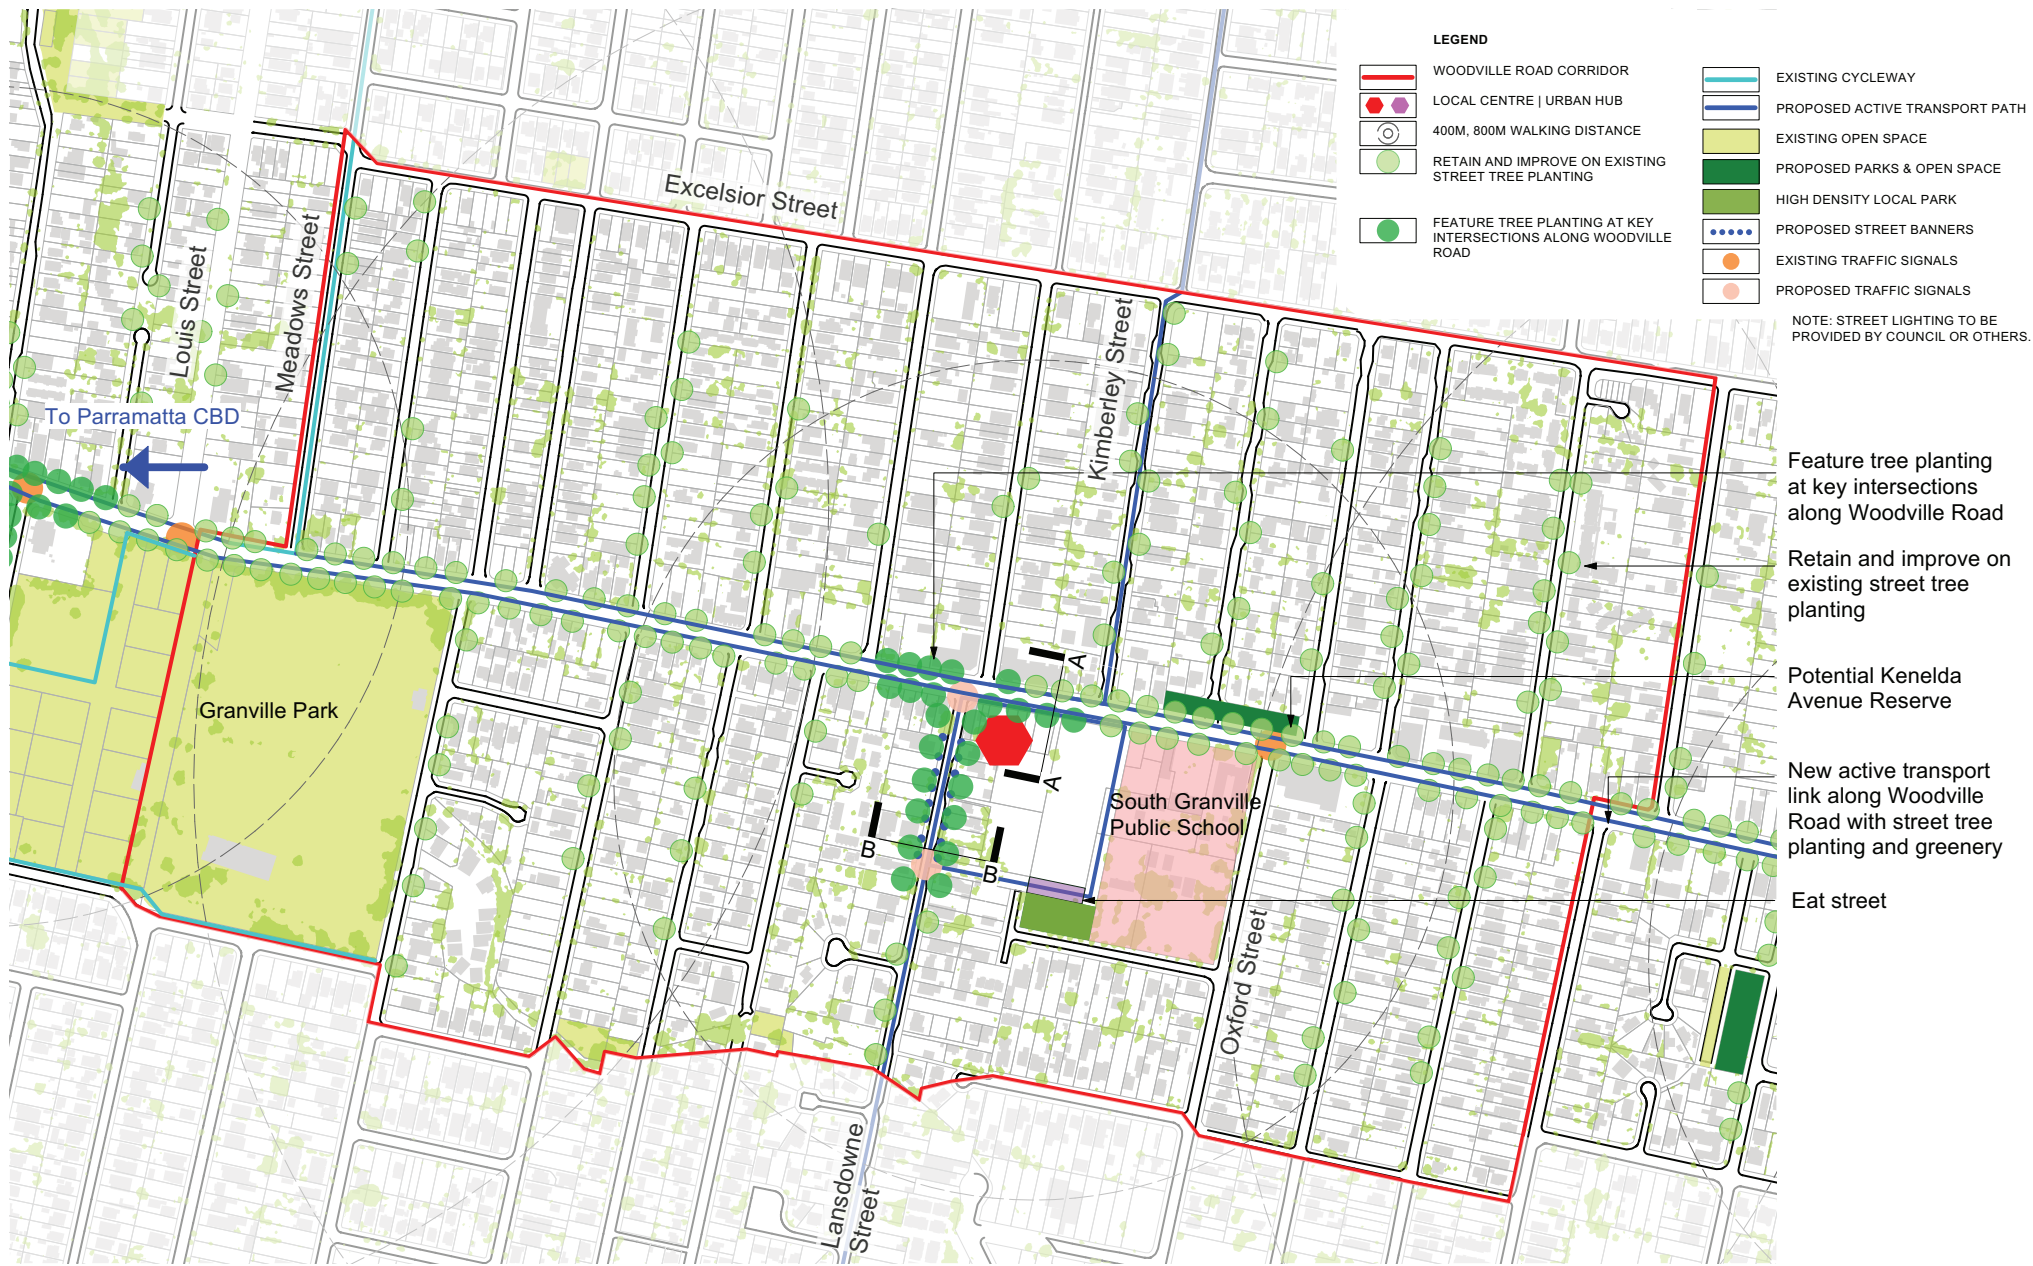 LEGEND
WOODVILLE ROAD CORRIDOR
LOCAL CENTRE | URBAN HUB
400M, 800M WALKING DISTANCE
RETAIN AND IMPROVE ON EXISTING
STREET TREE PLANTING
FEATURE TREE PLANTING AT KEY
INTERSECTIONS ALONG WOODVILLE
ROAD
EXISTING CYCLEWAY
PROPOSED ACTIVE TRANSPORT PATH
EXISTING OPEN SPACE
PROPOSED PARKS & OPEN SPACE
HIGH DENSITY LOCAL PARK
PROPOSED STREET BANNERS
EXISTING TRAFFIC SIGNALS
PROPOSED TRAFFIC SIGNALS
NOTE: STREET LIGHTING TO BE
PROVIDED BY COUNCIL OR OTHERS.
Excelsior Street
Louis Street
Meadows Street
Kimberley Street
To Parramatta CBD
Feature tree planting
at key intersections
along Woodville Road
Retain and improve on
existing street tree
planting
Potential Kenelda
Avenue Reserve
New active transport
link along Woodville
Road with street tree
planting and greenery
Eat street
Granville Park
A
A
B
B
South Granville
Public School
Oxford Street
Lansdowne
Street